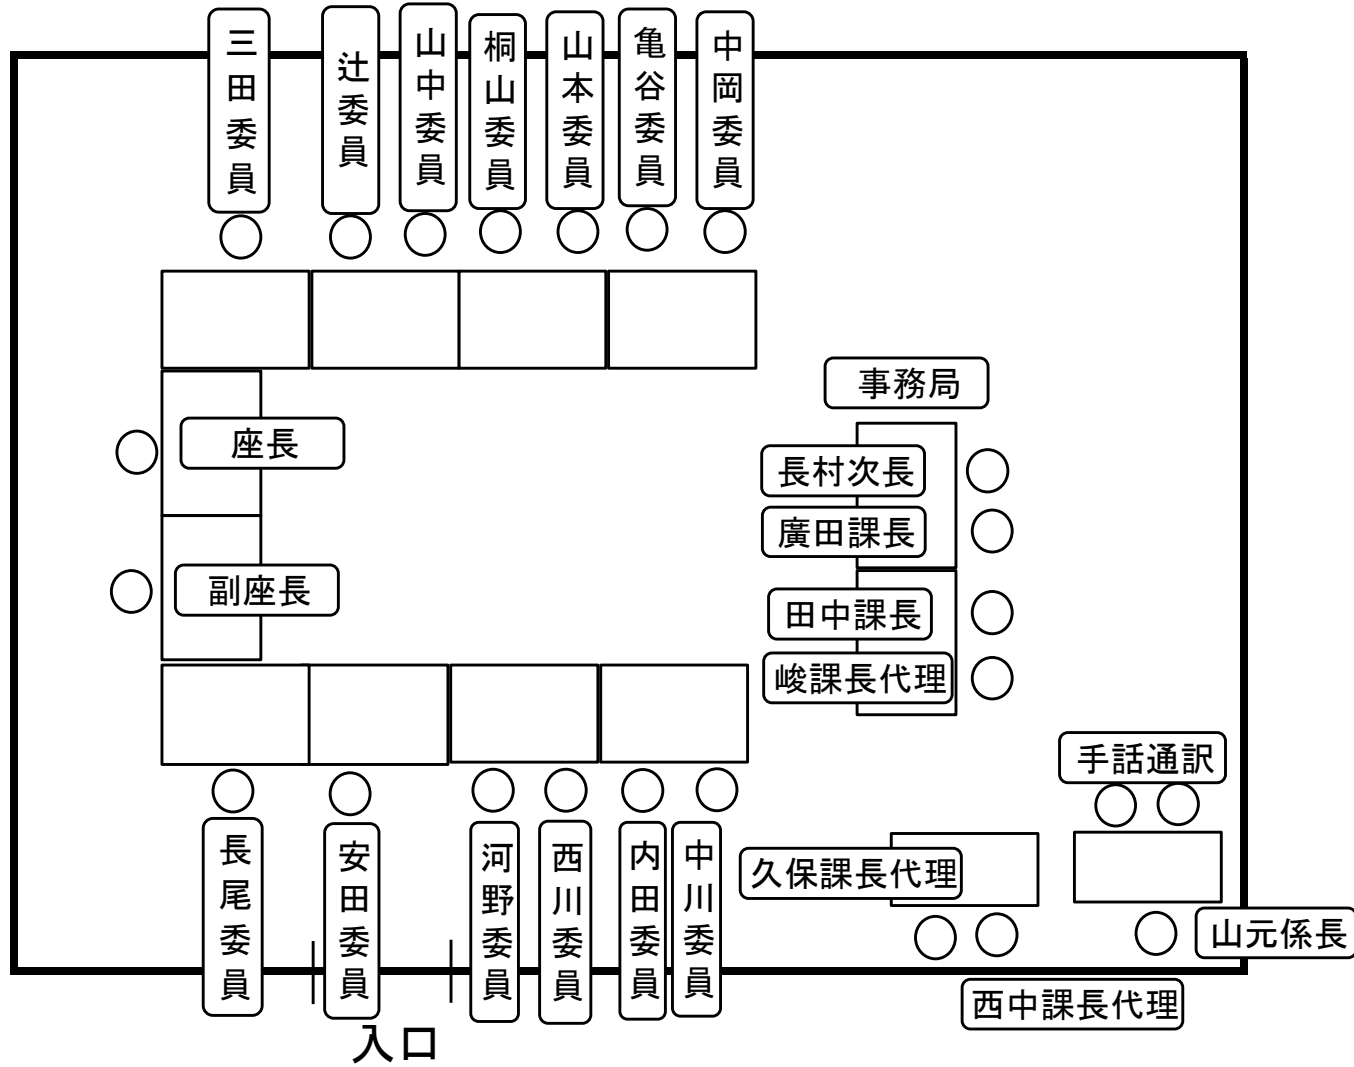 三田委員
辻委員
山中委員
桐山委員
山本委員
亀谷委員
中岡委員
事務局
座長
長村次長
廣田課長
副座長
田中課長
峻課長代理
手話通訳
長尾委員
安田委員
河野委員
西川委員
内田委員
中川委員
久保課長代理
山元係長
西中課長代理
入口